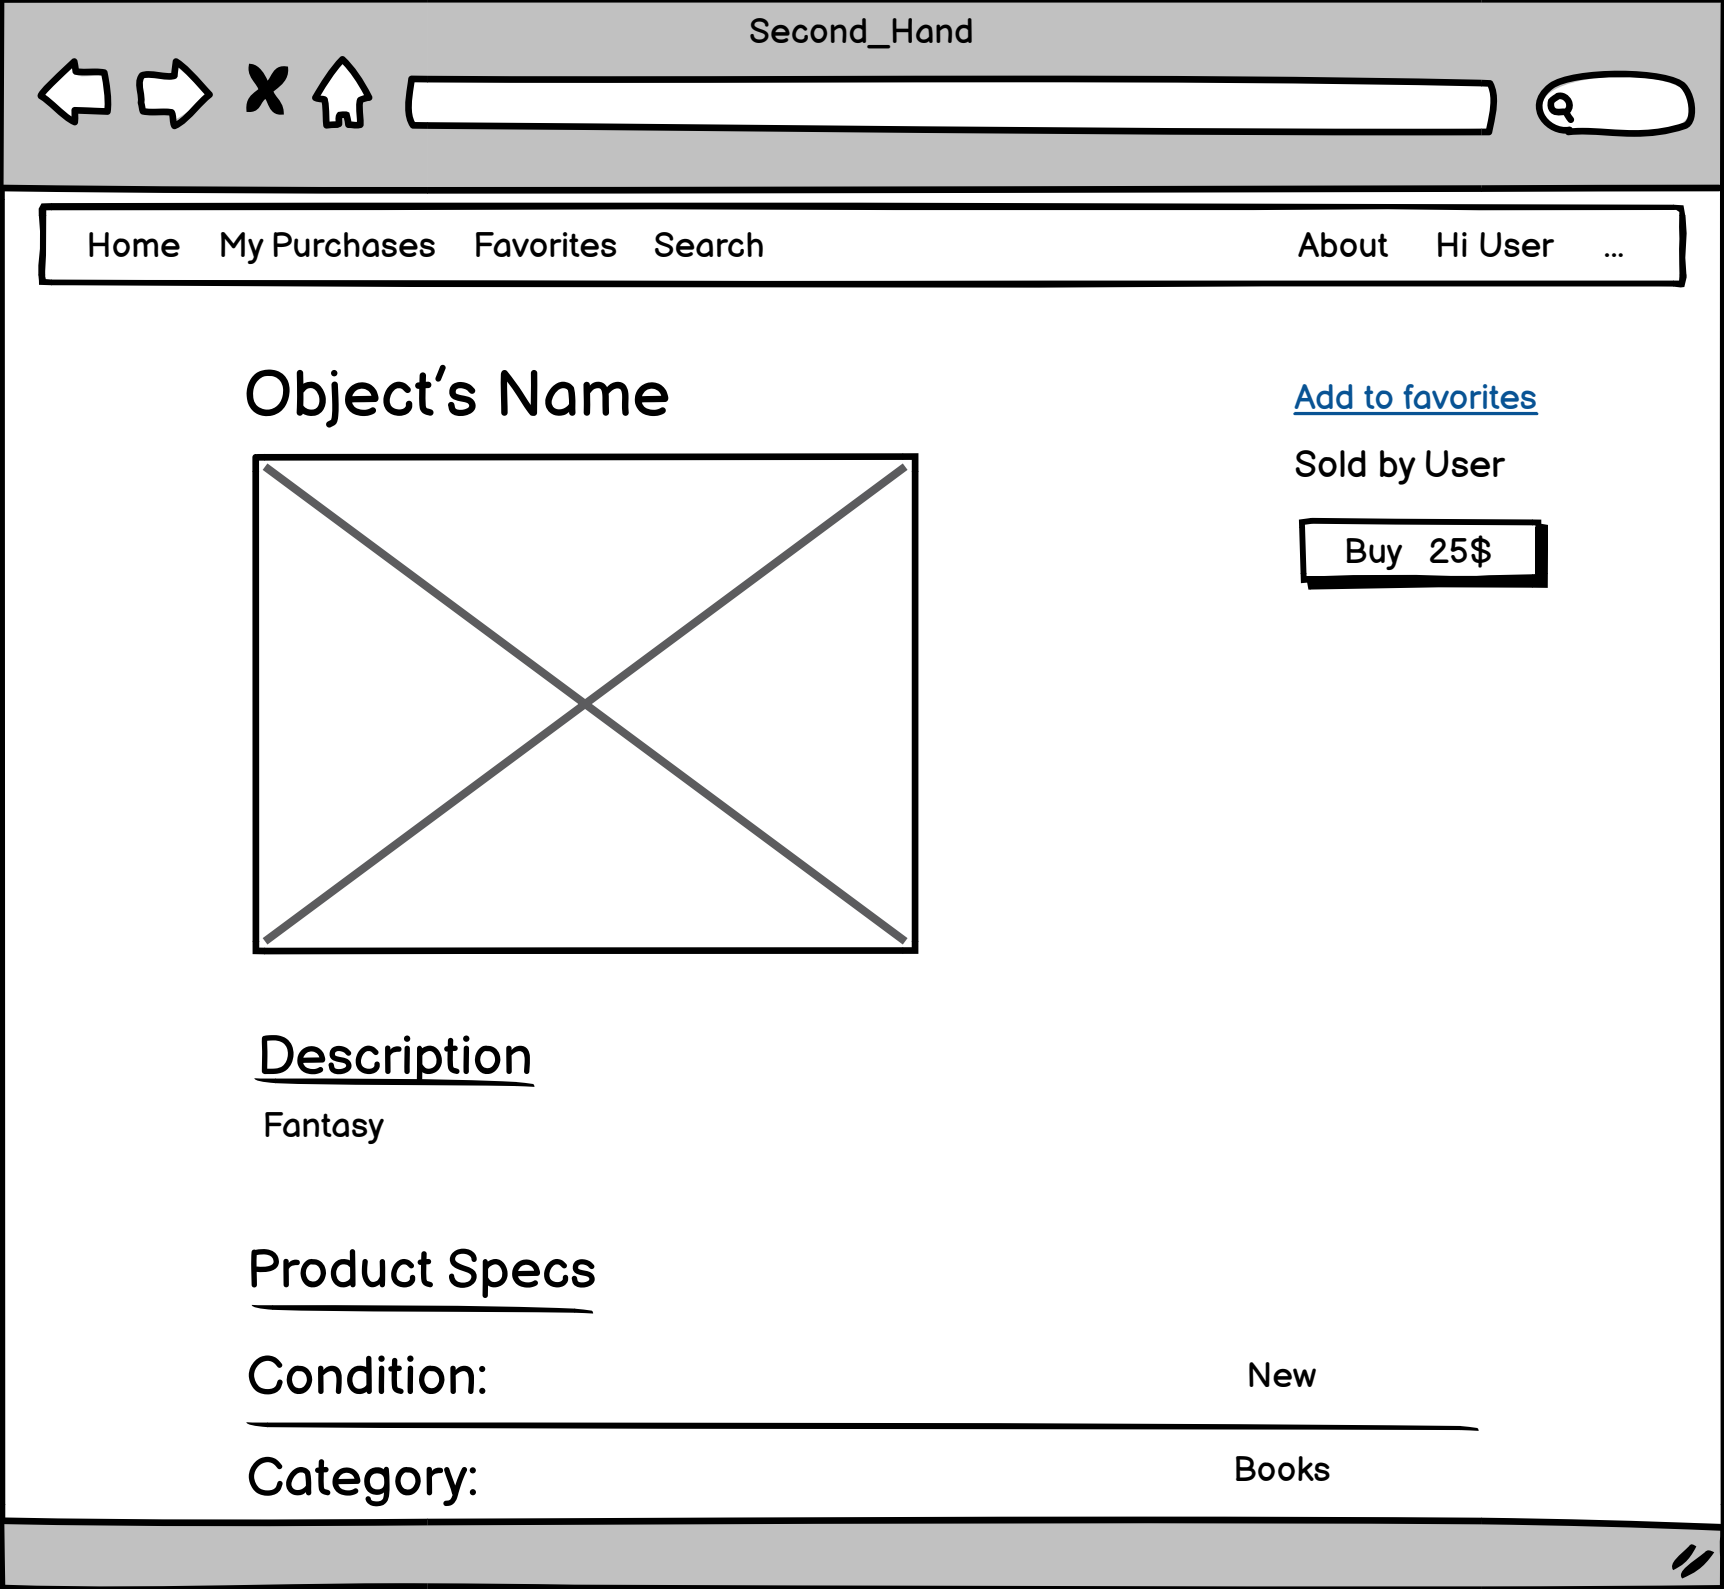 Second_Hand
Home My Purchases Favorites Search About Hi User ...
Object's Name
Add to favorites
Sold by User
Buy 25$
Description
Fantasy
Product Specs
Condition: New
Category: Books